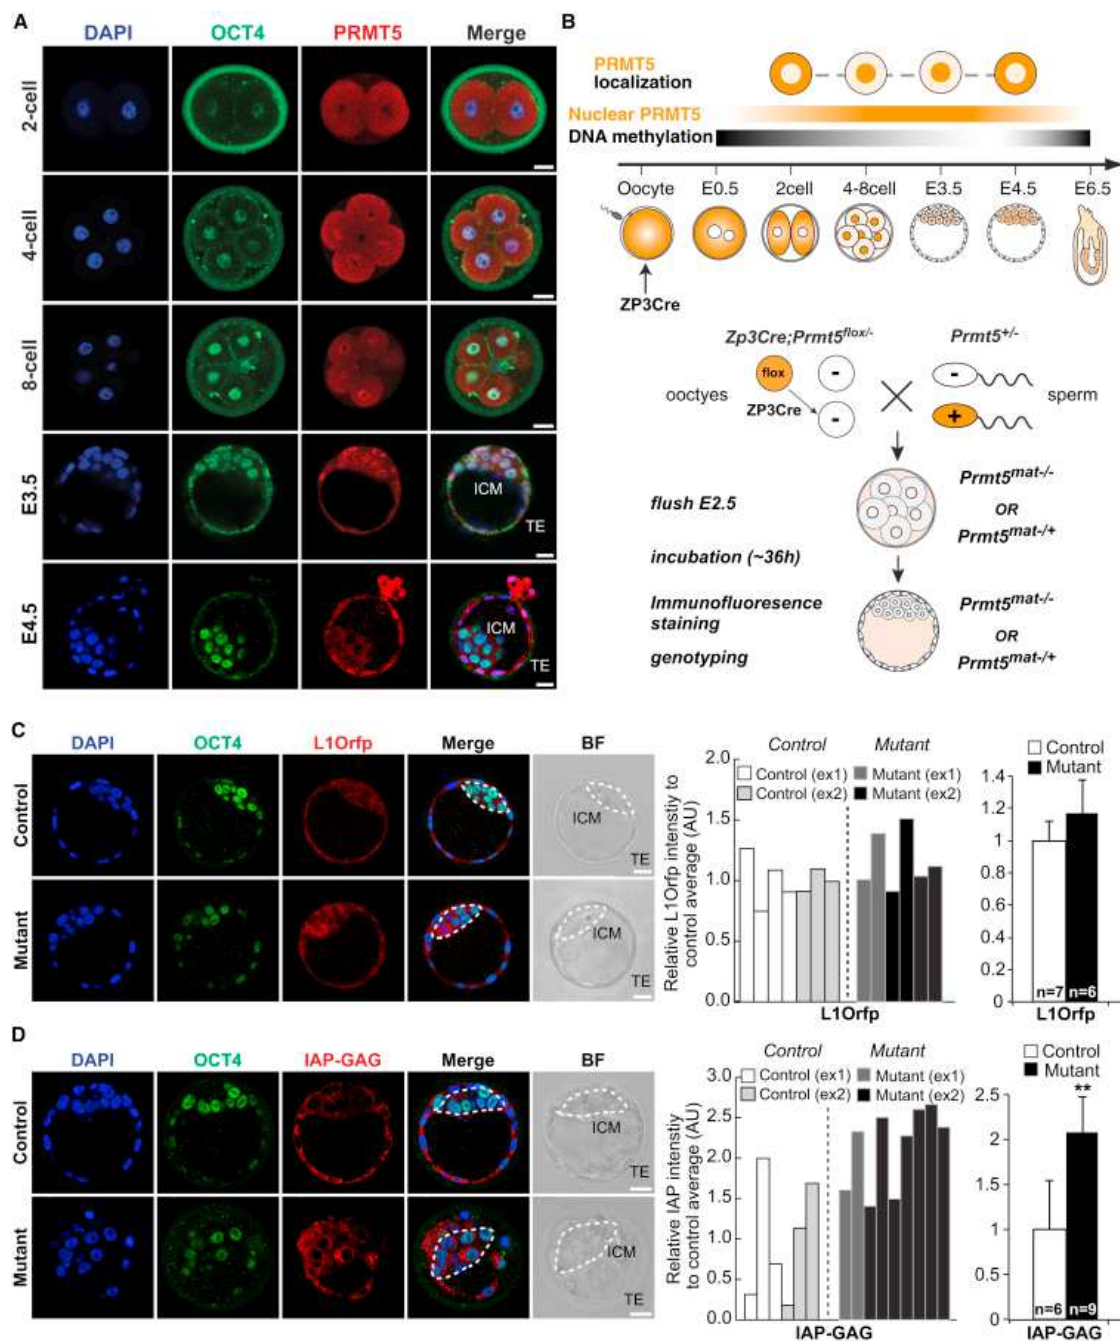 A
DAPI OCT4 PRMT5 Merge
2-cell
4-cell
8-cell
E3.5
ICM
TE
E4.5
ICM
TE
B
PRMT5
localization
Nuclear PRMT5
DNA methylation
Oocyte E0.5 2cell 4-8cell E3.5 E4.5 E6.5
ZP3Cre
Zp3Cre;Prmt5flox/- Prmt5+/-
flox - -
ooctyes ZP3Cre sperm
- +
flush E2.5
Prmt5mat-/-
OR
Prmt5mat-/+
incubation (~36h)
Immunofluoresence
staining
genotyping
Prmt5mat-/-
OR
Prmt5mat-/+
C
DAPI OCT4 L1Orfp Merge BF
Control
ICM
TE
Mutant
ICM
TE
Relative L1Orfp intenstiy to
control average (AU)
2.0
1.5
1.0
0.5
0.0
Control Mutant
Control (ex1) Mutant (ex1)
Control (ex2) Mutant (ex2)
L1Orfp
Control
Mutant
1.4
1.2
1
0.8
0.6
0.4
0.2
0
n=7 n=6
L1Orfp
D
DAPI OCT4 IAP-GAG Merge BF
Control
ICM
TE
Mutant
ICM
TE
Relative IAP intenstiy
to control average (AU)
3.0
2.5
2.0
1.5
1.0
0.5
0.0
Control Mutant
Control (ex1) Mutant (ex1)
Control (ex2) Mutant (ex2)
IAP-GAG
Control
Mutant
**
2.5
2
1.5
1
0.5
0
n=6 n=9
IAP-GAG